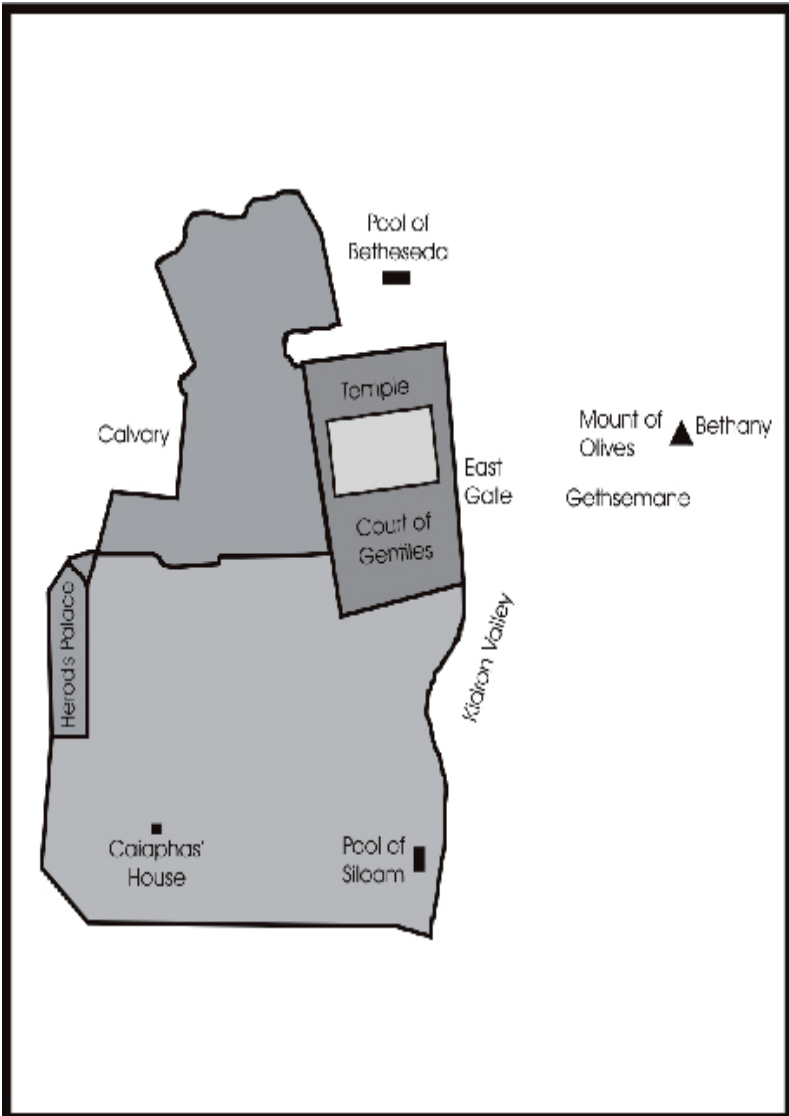 Pool of
Betheseda
Temple
Calvary
Mount of
Olives
Bethany
East
Gate
Gethsemane
Court of
Gentiles
Herod's Palace
Kidron Valley
Caiaphas'
House
Pool of
Siloam